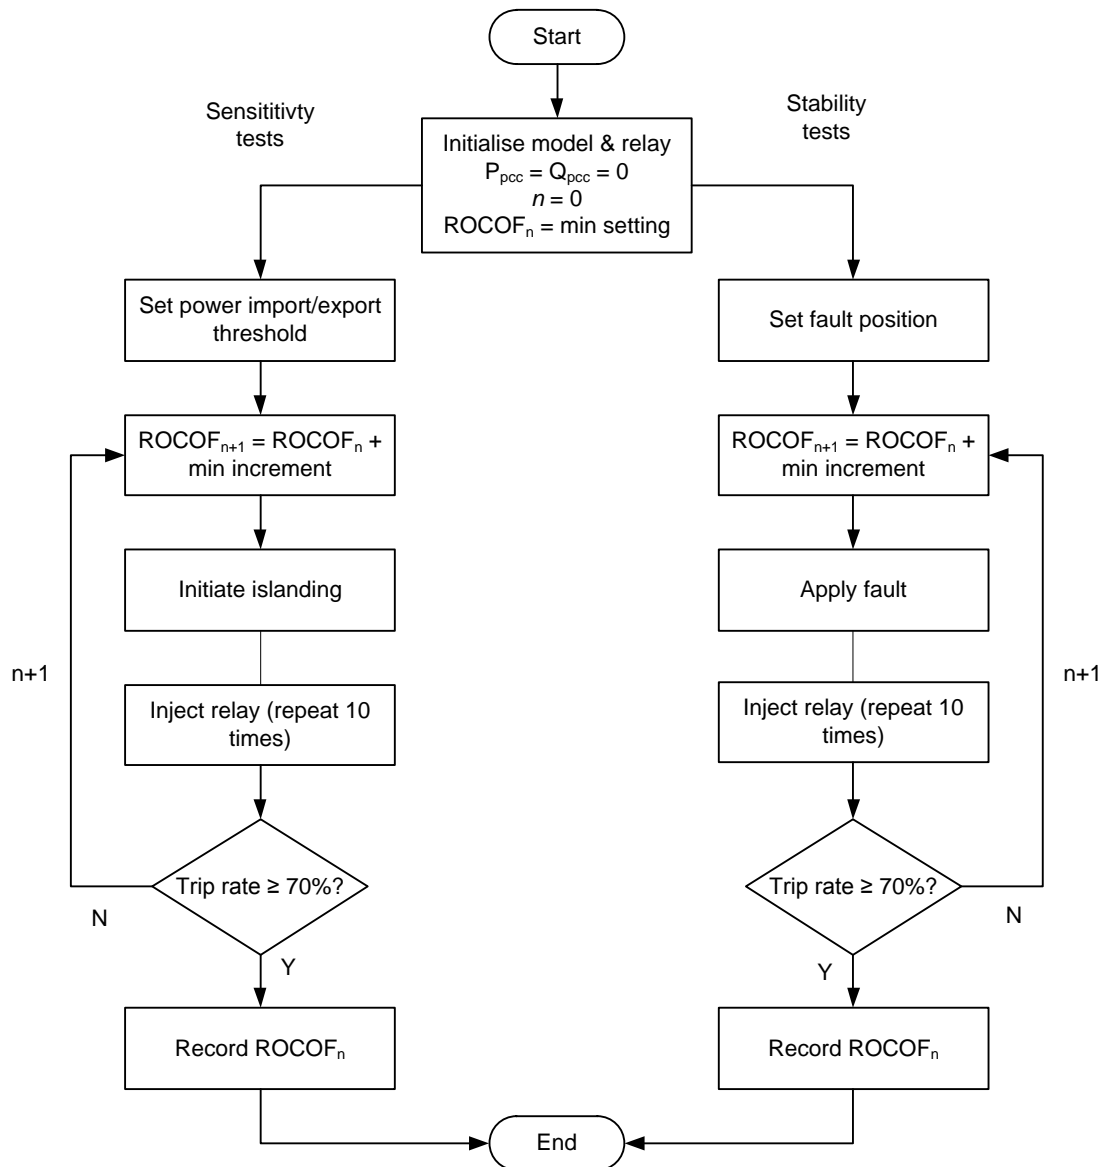 Start
Sensititivty
tests
Stability
tests
Initialise model & relay
Ppcc = Qpcc = 0
n = 0
ROCOFn = min setting
Set power import/export
threshold
Set fault position
ROCOFn+1 = ROCOFn +
min increment
ROCOFn+1 = ROCOFn +
min increment
Initiate islanding
Apply fault
n+1
n+1
Inject relay (repeat 10
times)
Inject relay (repeat 10
times)
Trip rate ≥ 70%?
Trip rate ≥ 70%?
N
N
Y
Y
Record ROCOFn
Record ROCOFn
End